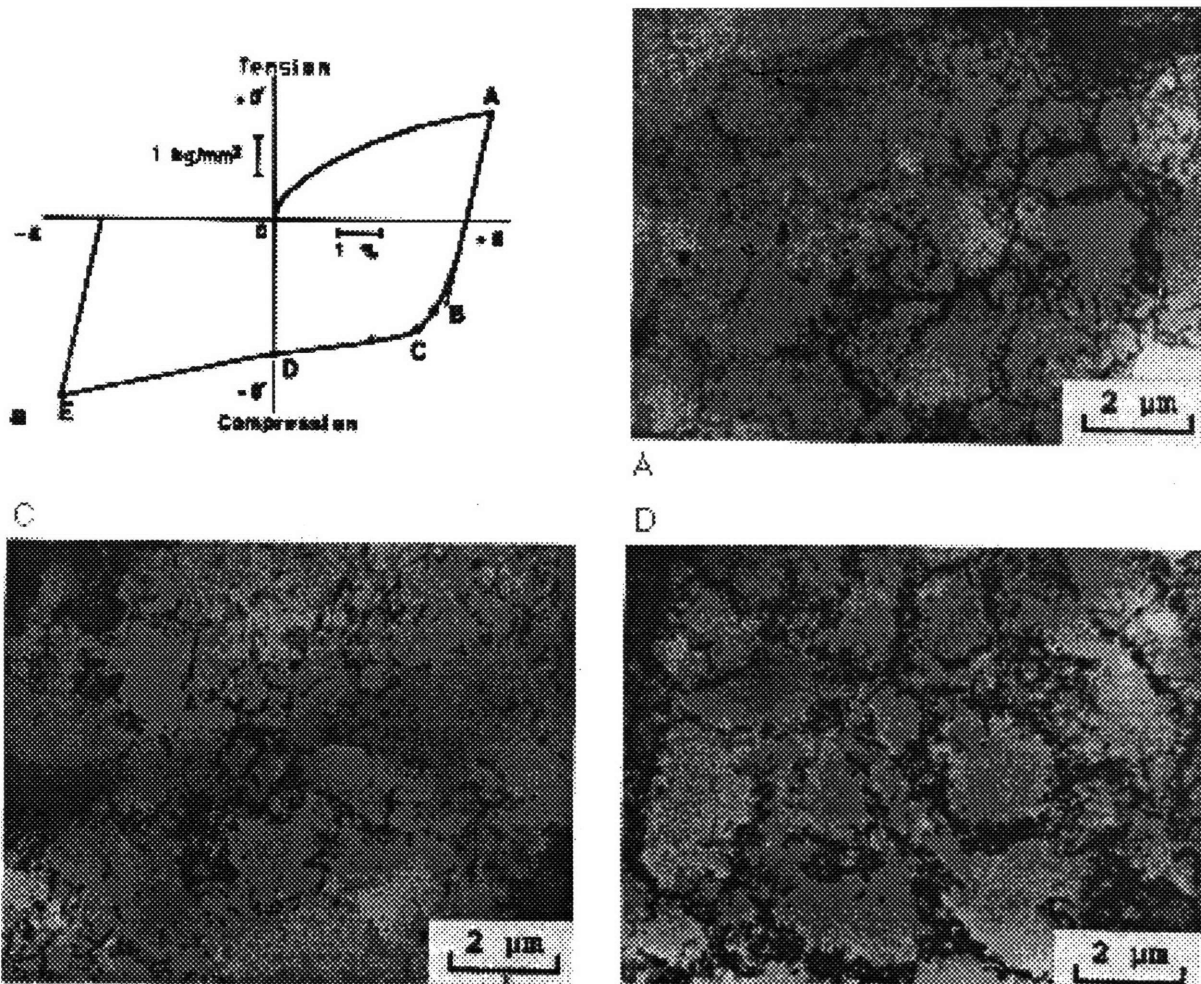 Tension
+σ
A
1 kg/mm²
-ε
0
1 %
+ε
B
C
D
-σ
E
Compression
2 μm
A
C
D
2 μm
2 μm